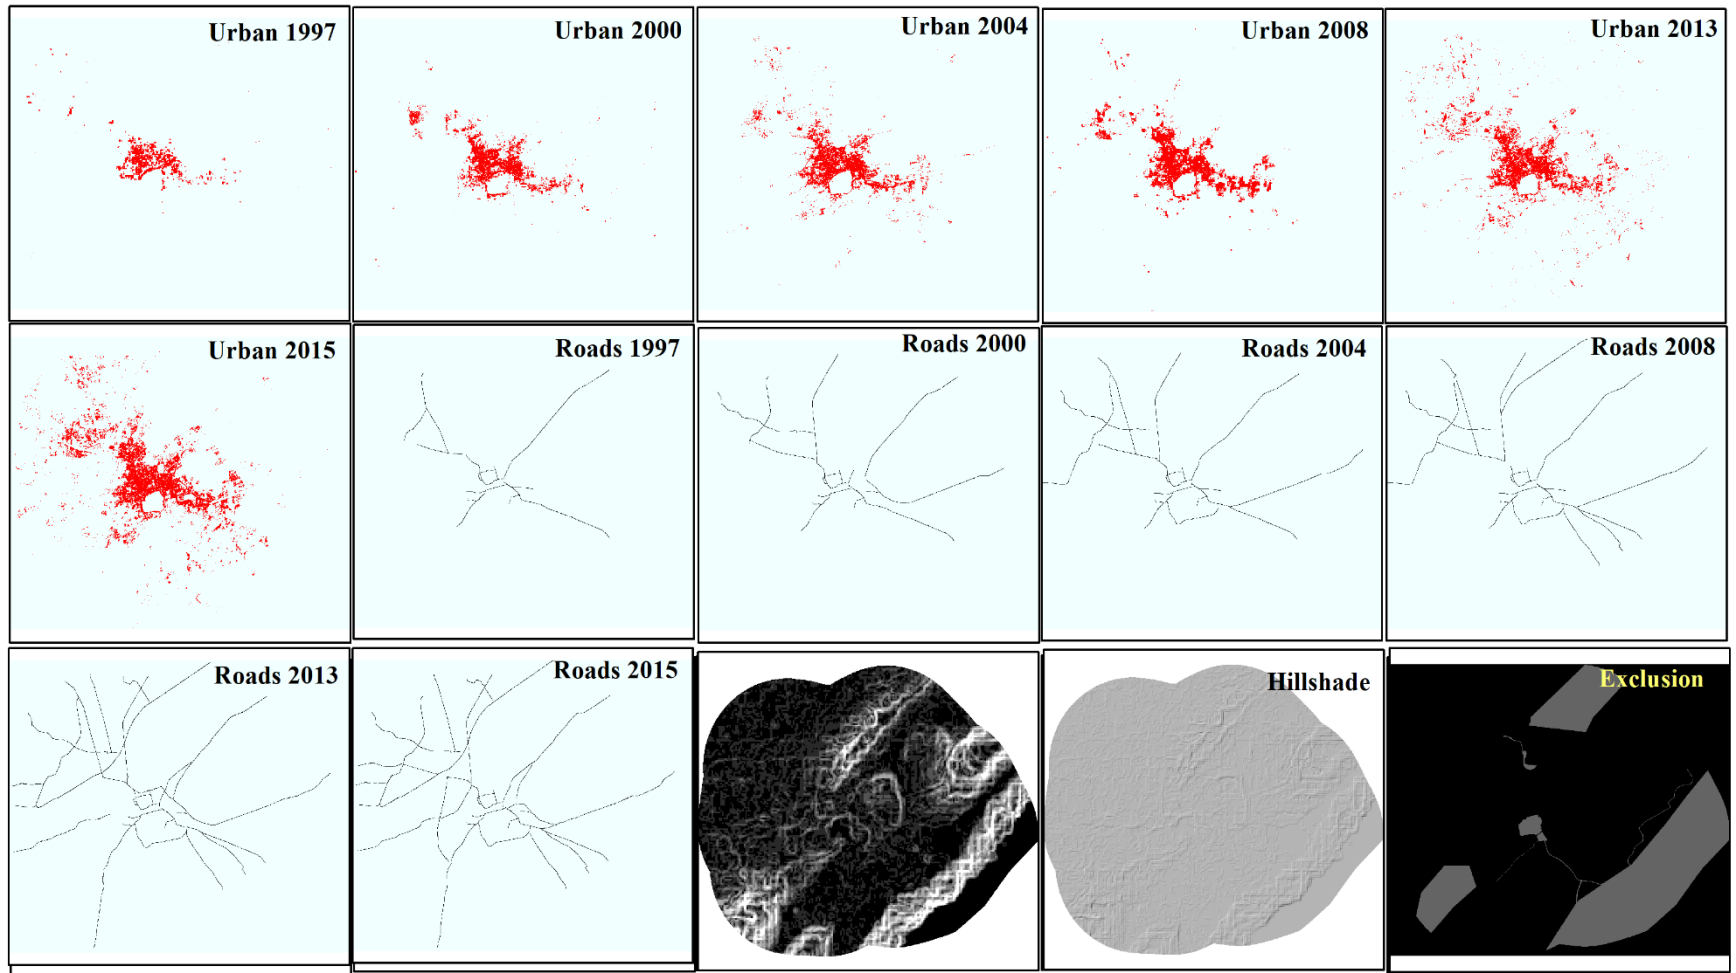 Urban 1997
Urban 2000
Urban 2004
Urban 2008
Urban 2013
Urban 2015
Roads 1997
Roads 2000
Roads 2004
Roads 2008
Roads 2013
Roads 2015
Hillshade
Exclusion